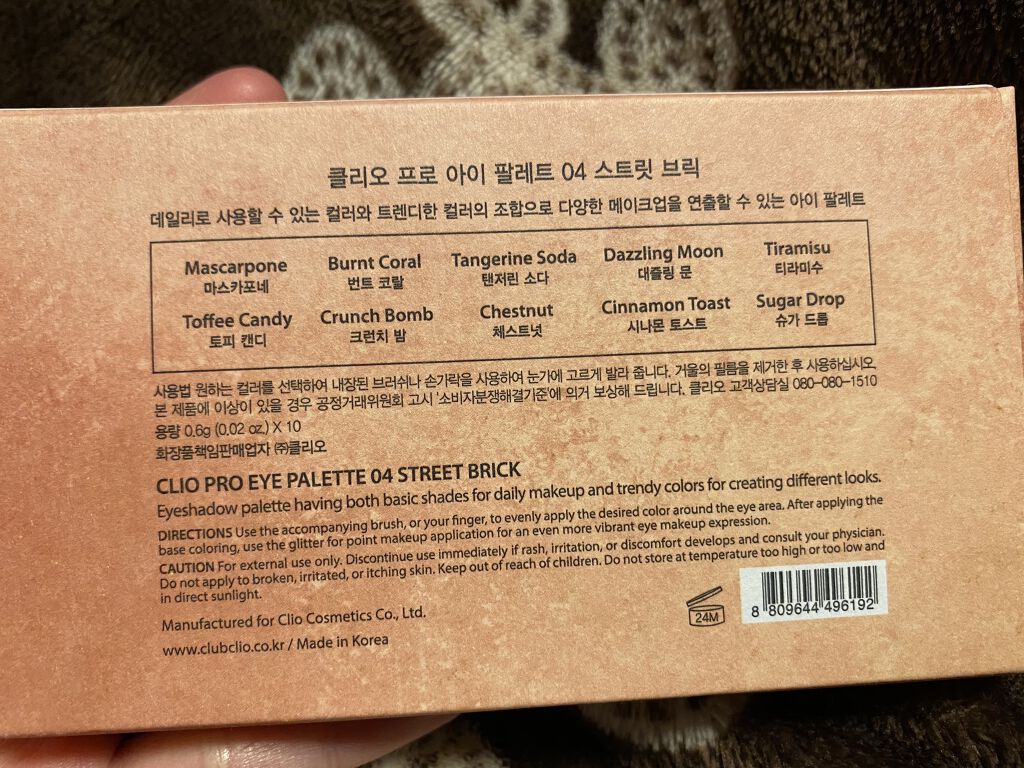 클리오 프로 아이 팔레트 04 스트릿 브릭
데일리로 사용할 수 있는 컬러와 트렌디한 컬러의 조합으로 다양한 메이크업을 연출할 수 있는 아이 팔레트
Mascarpone Burnt Coral Tangerine Soda Dazzling Moon Tiramisu
마스카포네 번트 코랄 탠저린 소다 대즐링 문 티라미수
Toffee Candy Crunch Bomb Chestnut Cinnamon Toast Sugar Drop
토피 캔디 크런치 밤 체스트넛 시나몬 토스트 슈가 드롭
사용법 원하는 컬러를 선택하여 내장된 브러쉬나 손가락을 사용하여 눈가에 고르게 발라 줍니다. 거울의 필름을 제거한 후 사용하십시오.
본 제품에 이상이 있을 경우 공정거래위원회 고시 '소비자분쟁해결기준'에 의거 보상해 드립니다. 클리오 고객상담실 080-080-1510
용량 0.6g (0.02 oz.) X 10
화장품책임판매업자 ㈜클리오
CLIO PRO EYE PALETTE 04 STREET BRICK
Eyeshadow palette having both basic shades for daily makeup and trendy colors for creating different looks.
DIRECTIONS Use the accompanying brush, or your finger, to evenly apply the desired color around the eye area. After applying the
base coloring, use the glitter for point makeup application for an even more vibrant eye makeup expression.
CAUTION For external use only. Discontinue use immediately if rash, irritation, or discomfort develops and consult your physician.
Do not apply to broken, irritated, or itching skin. Keep out of reach of children. Do not store at temperature too high or too low and
in direct sunlight.
Manufactured for Clio Cosmetics Co., Ltd.
www.clubclio.co.kr / Made in Korea
24M
8 809644 496192